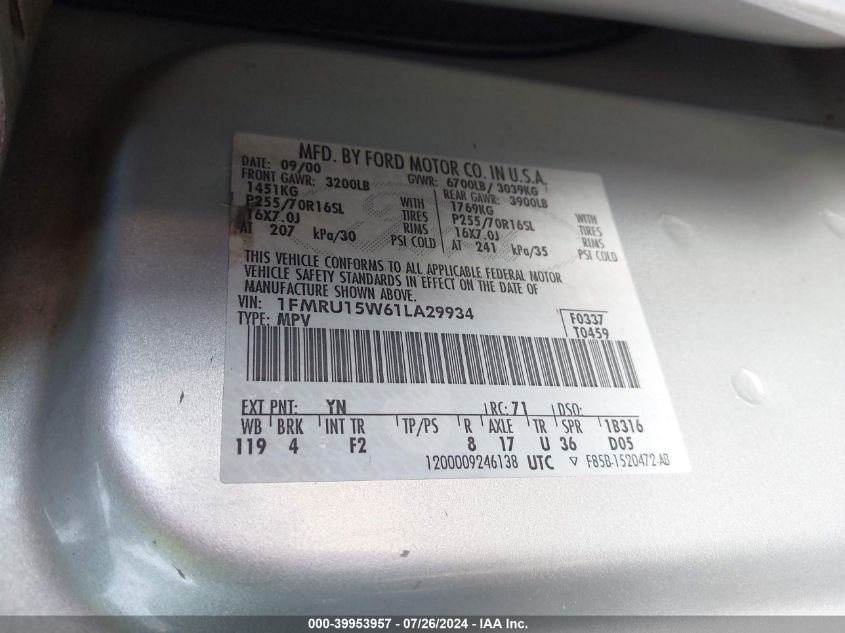 MFD. BY FORD MOTOR CO. IN U.S.A.
DATE: 09/00 GVWR: 6700LB/ 3039KG
FRONT GAWR: 3200LB REAR GAWR: 3900LB
1451KG WITH 1769KG WITH
P255/70R16SL TIRES P255/70R16SL TIRES
16X7.0J RIMS 16X7.0J RIMS
AT 207 kPa/30 PSI COLD AT 241 kPa/35 PSI COLD
THIS VEHICLE CONFORMS TO ALL APPLICABLE FEDERAL MOTOR
VEHICLE SAFETY STANDARDS IN EFFECT ON THE DATE OF
MANUFACTURE SHOWN ABOVE.
VIN: 1FMRU15W61LA29934 F0337
TYPE: MPV T0459
EXT PNT: YN RC: 71 DSO:
WB BRK INT TR TP/PS R AXLE TR SPR 1B316
119 4 F2 8 17 U 36 D05
1200009246138 UTC ▽ F85B-1520472-AB
000-39953957 - 07/26/2024 - COPYRIGHT IAA, INC.